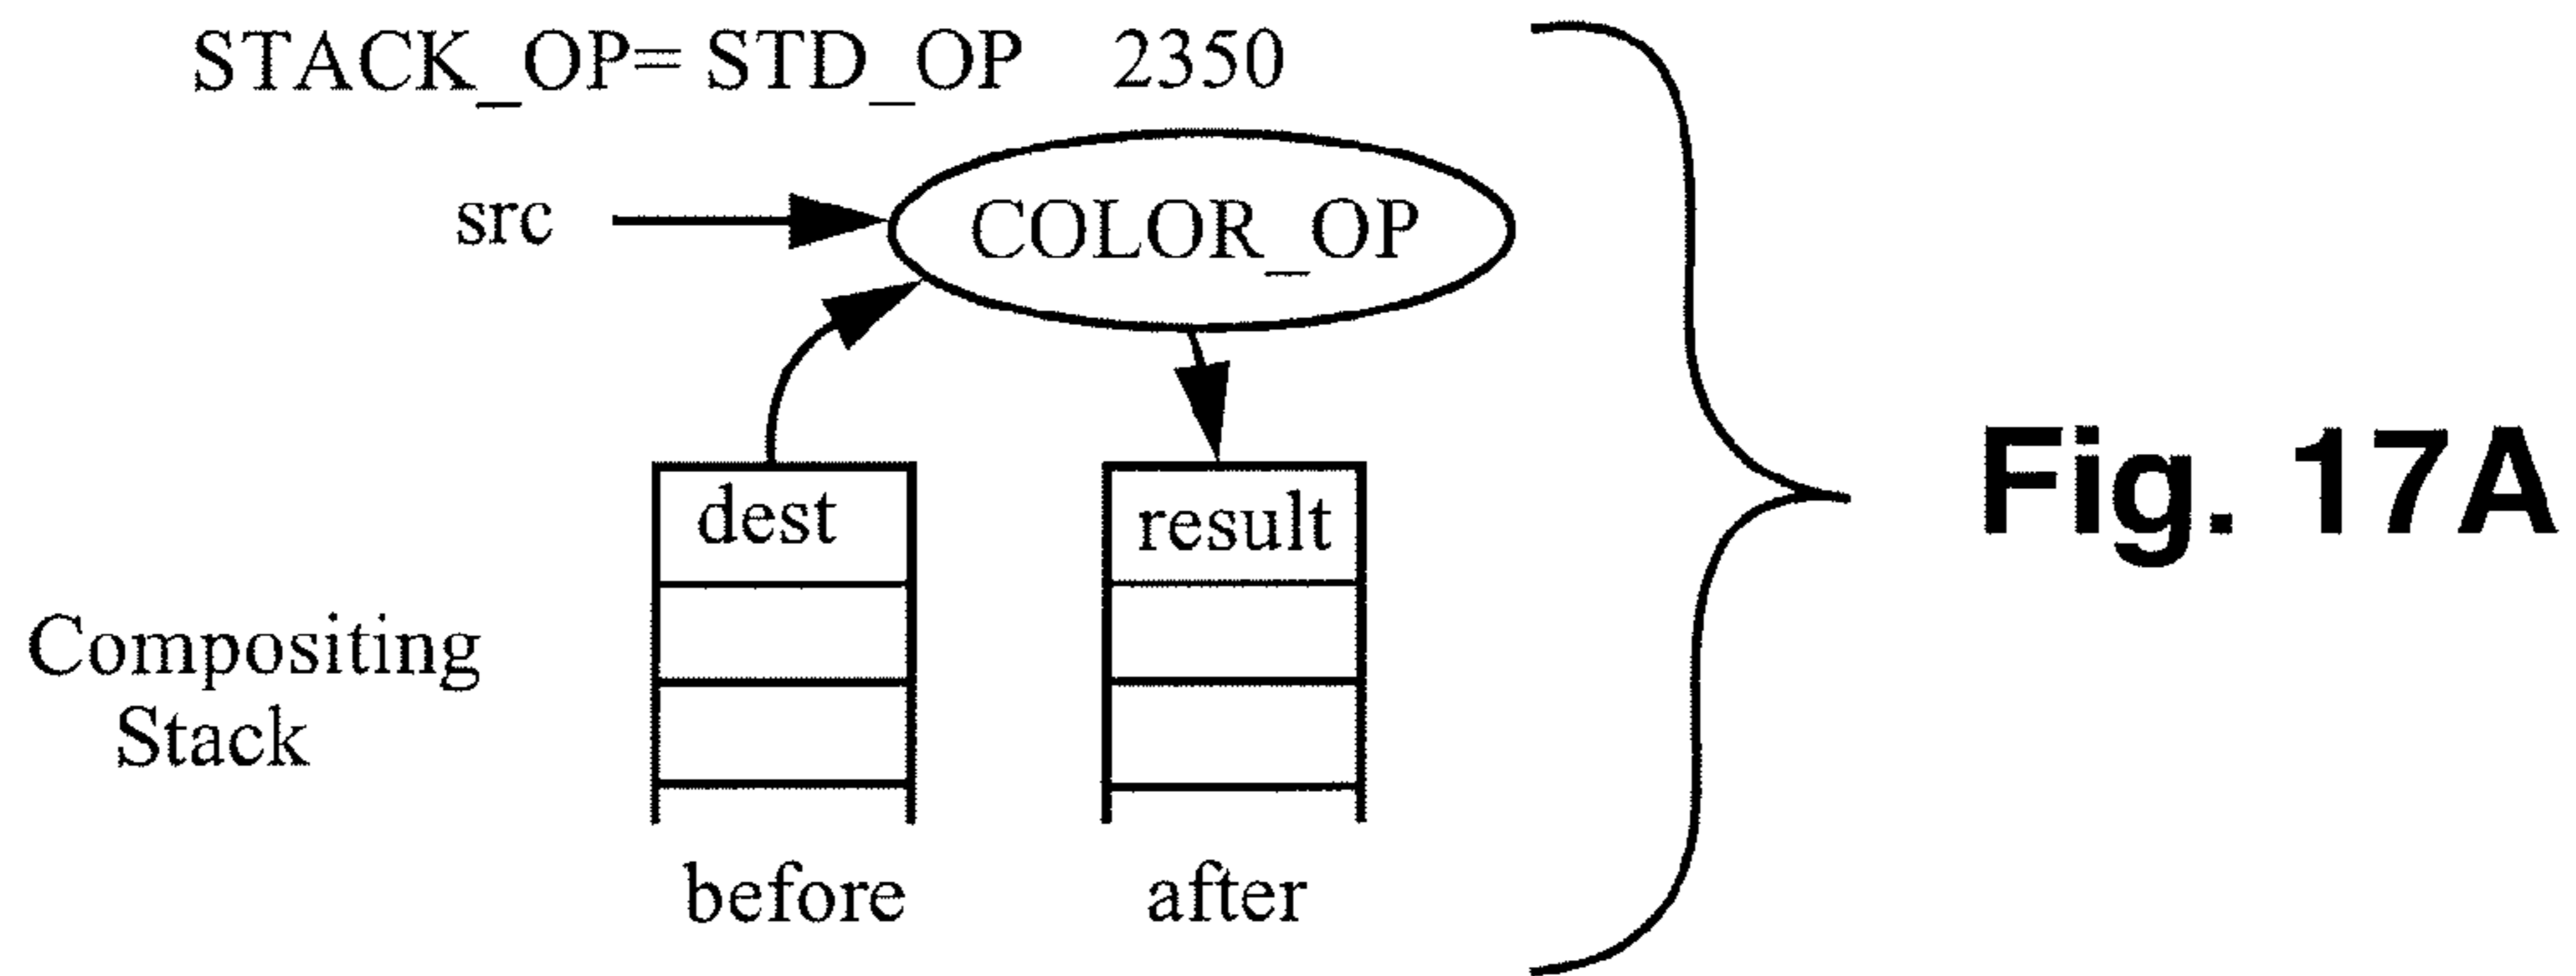 STACK_OP= STD_OP 2350
src
COLOR_OP
dest
result
Compositing
Stack
before
after
Fig. 17A